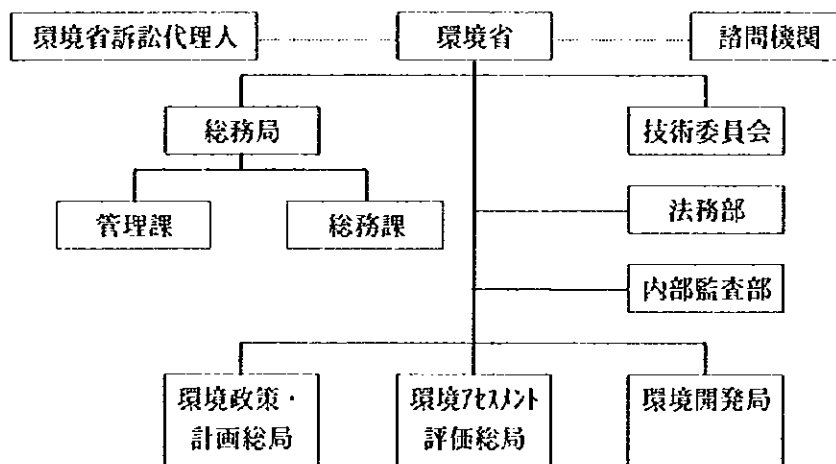 環境省訴訟代理人
環境省
諮問機関
総務局
技術委員会
管理課
総務課
法務部
内部監査部
環境政策・
計画総局
環境ｱｾｽﾒﾝﾄ
評価総局
環境開発局